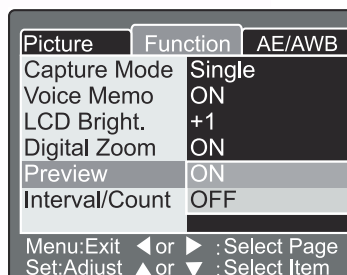 Picture Function AE/AWB
Capture Mode Single
Voice Memo ON
LCD Bright. +1
Digital Zoom ON
Preview ON
Interval/Count OFF
Menu:Exit ◀ or ▶ :Select Page
Set:Adjust ▲ or ▼ :Select Item